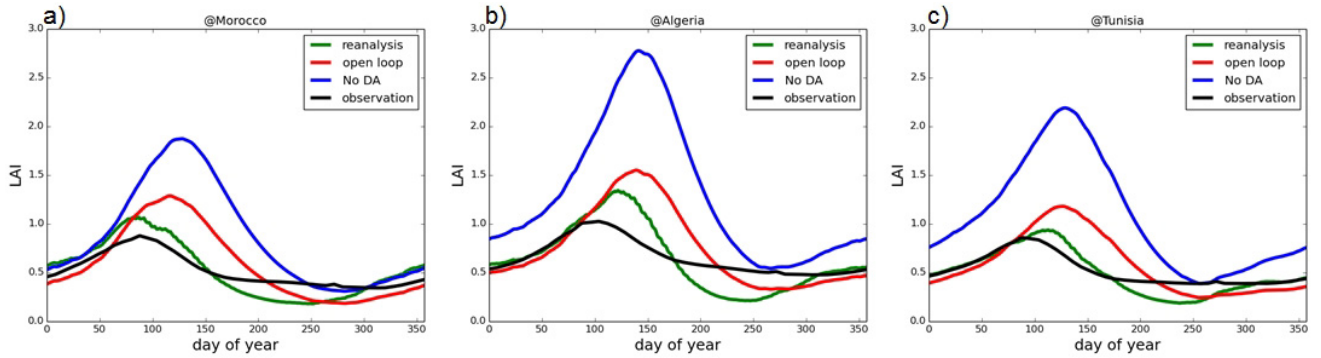 a)
@Morocco
3.0
2.5
2.0
1.5
1.0
0.5
0.0
LAI
reanalysis
open loop
No DA
observation
0 50 100 150 200 250 300 350
day of year
b)
@Algeria
3.0
2.5
2.0
1.5
1.0
0.5
0.0
LAI
reanalysis
open loop
No DA
observation
0 50 100 150 200 250 300 350
day of year
c)
@Tunisia
3.0
2.5
2.0
1.5
1.0
0.5
0.0
LAI
reanalysis
open loop
No DA
observation
0 50 100 150 200 250 300 350
day of year